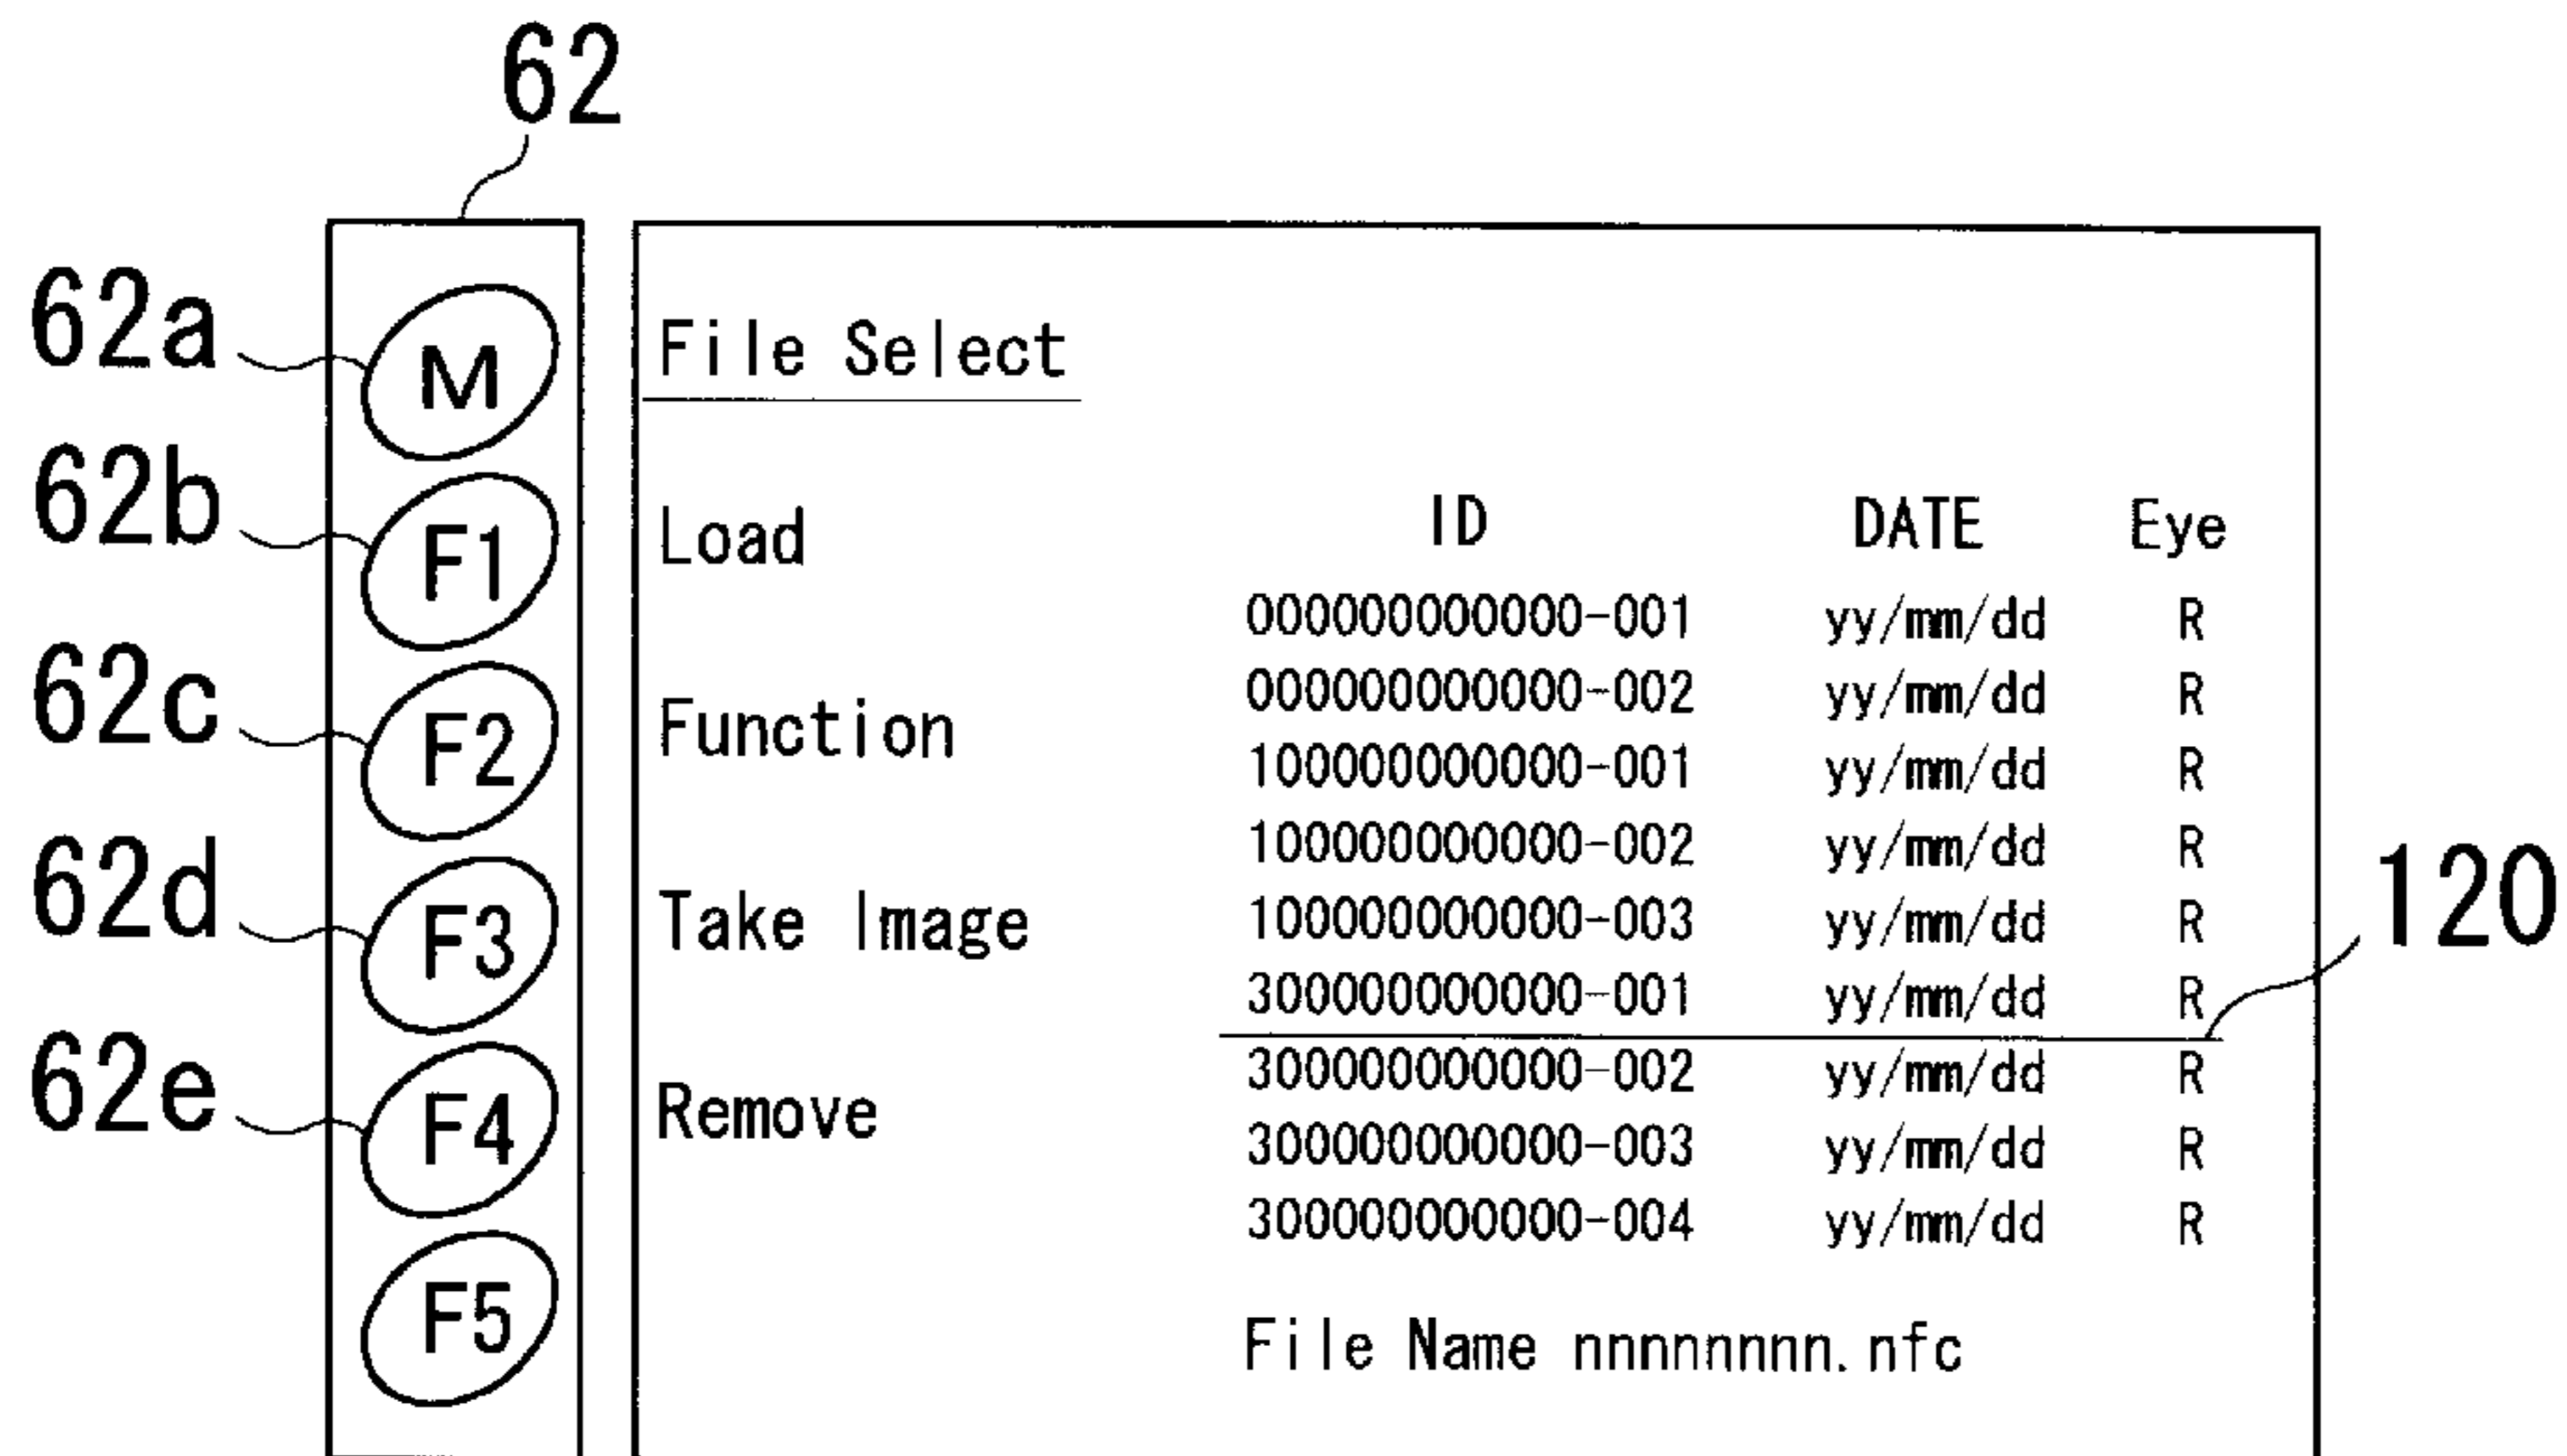 62
62a
M
File Select
62b
F1
Load
ID DATE Eye
000000000000-001 yy/mm/dd R
62c
F2
Function
000000000000-002 yy/mm/dd R
100000000000-001 yy/mm/dd R
100000000000-002 yy/mm/dd R
62d
F3
Take Image
100000000000-003 yy/mm/dd R
120
300000000000-001 yy/mm/dd R
62e
F4
Remove
300000000000-002 yy/mm/dd R
300000000000-003 yy/mm/dd R
300000000000-004 yy/mm/dd R
F5
File Name nnnnnnnn.nfc